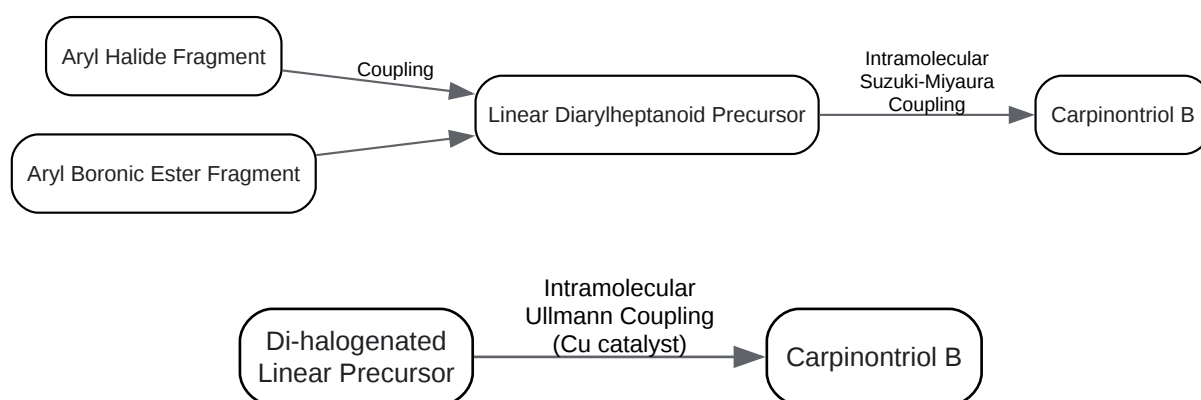 Aryl Halide Fragment
Coupling
Aryl Boronic Ester Fragment
Linear Diarylheptanoid Precursor
Intramolecular
Suzuki-Miyaura
Coupling
Carpinontriol B
Di-halogenated
Linear Precursor
Intramolecular
Ullmann Coupling
(Cu catalyst)
Carpinontriol B